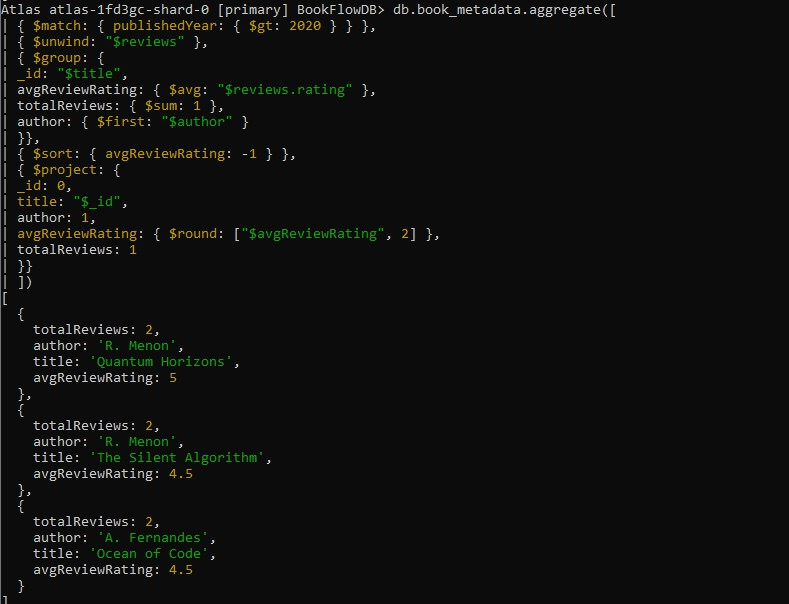 Atlas atlas-1fd3gc-shard-0 [primary] BookFlowDB> db.book_metadata.aggregate([
| { $match: { publishedYear: { $gt: 2020 } } },
| { $unwind: "$reviews" },
| { $group: {
| _id: "$title",
| avgReviewRating: { $avg: "$reviews.rating" },
| totalReviews: { $sum: 1 },
| author: { $first: "$author" }
| }},
| { $sort: { avgReviewRating: -1 } },
| { $project: {
| _id: 0,
| title: "$_id",
| author: 1,
| avgReviewRating: { $round: ["$avgReviewRating", 2] },
| totalReviews: 1
| }}
| ])
[
  {
    totalReviews: 2,
    author: 'R. Menon',
    title: 'Quantum Horizons',
    avgReviewRating: 5
  },
  {
    totalReviews: 2,
    author: 'R. Menon',
    title: 'The Silent Algorithm',
    avgReviewRating: 4.5
  },
  {
    totalReviews: 2,
    author: 'A. Fernandes',
    title: 'Ocean of Code',
    avgReviewRating: 4.5
  }
]